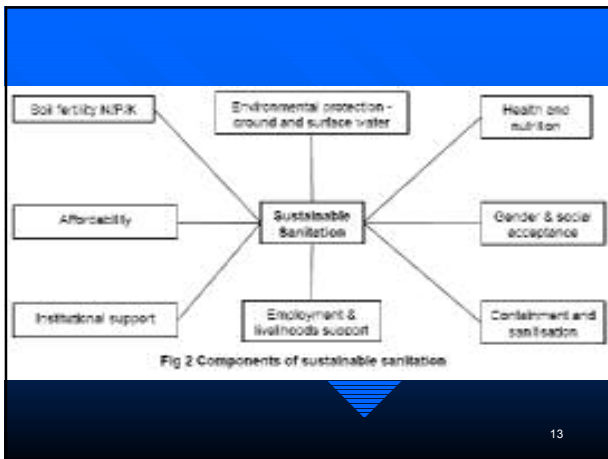 Soil fertility N/P/K
Environmental protection -
ground and surface water
Health and
nutrition
Affordability
Sustainable
Sanitation
Gender & social
acceptance
Institutional support
Employment &
livelihoods support
Containment and
sanitisation
Fig 2 Components of sustainable sanitation
13